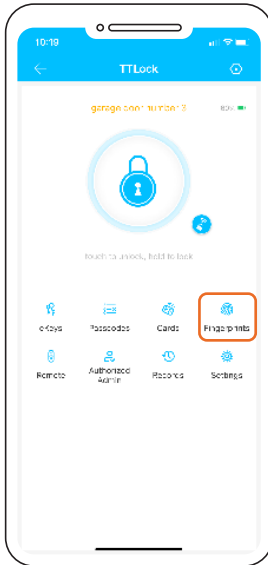 10:19
TTLock
garage door number 3
80%
touch to unlock, hold to lock
eKeys Passcodes Cards Fingerprints
Remote Authorized Admin Records Settings